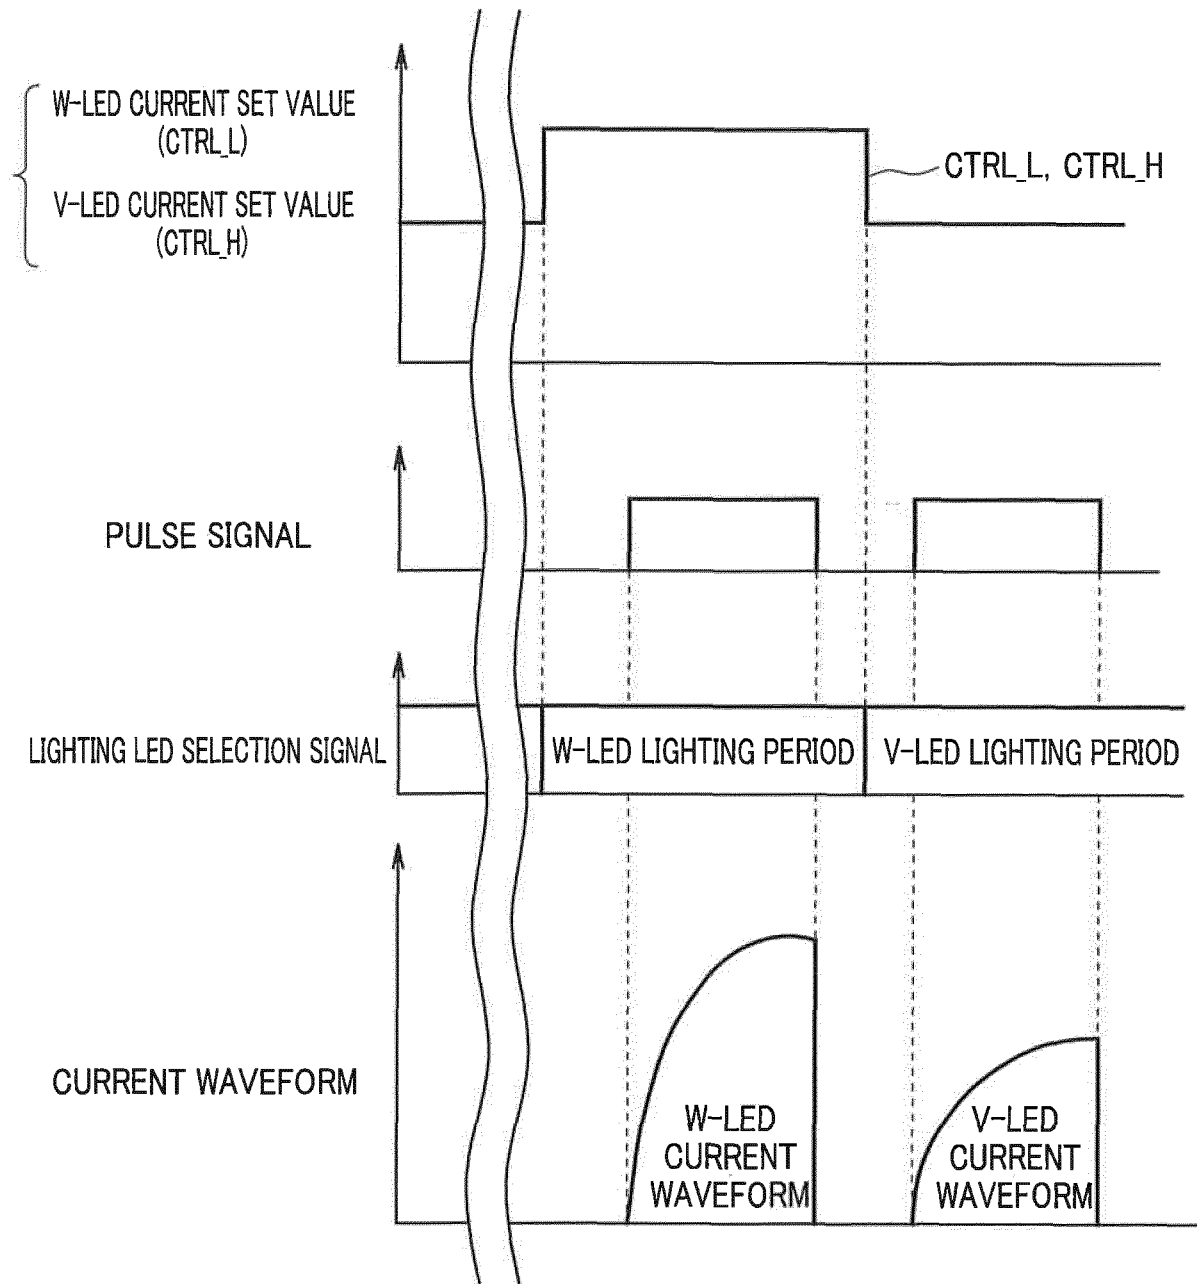 W-LED CURRENT SET VALUE
(CTRL_L)
V-LED CURRENT SET VALUE
(CTRL_H)
CTRL_L, CTRL_H
PULSE SIGNAL
LIGHTING LED SELECTION SIGNAL
W-LED LIGHTING PERIOD
V-LED LIGHTING PERIOD
CURRENT WAVEFORM
W-LED
CURRENT
WAVEFORM
V-LED
CURRENT
WAVEFORM